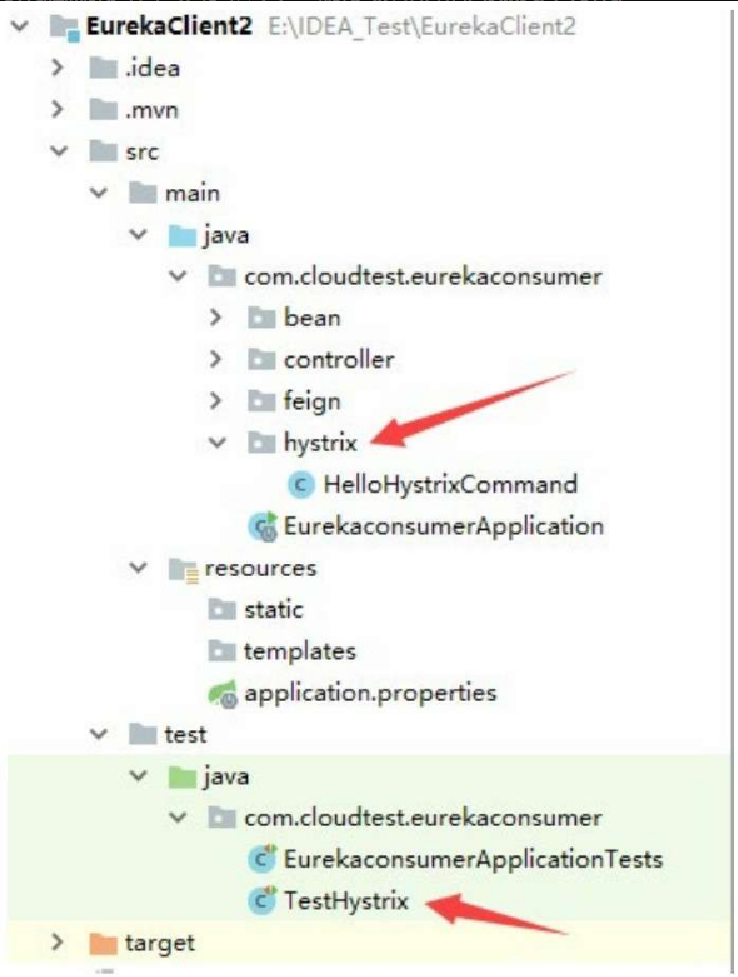 EurekaClient2 E:\IDEA_Test\EurekaClient2
.idea
.mvn
src
main
java
com.cloudtest.eurekaconsumer
bean
controller
feign
hystrix
HelloHystrixCommand
EurekaconsumerApplication
resources
static
templates
application.properties
test
java
com.cloudtest.eurekaconsumer
EurekaconsumerApplicationTests
TestHystrix
target